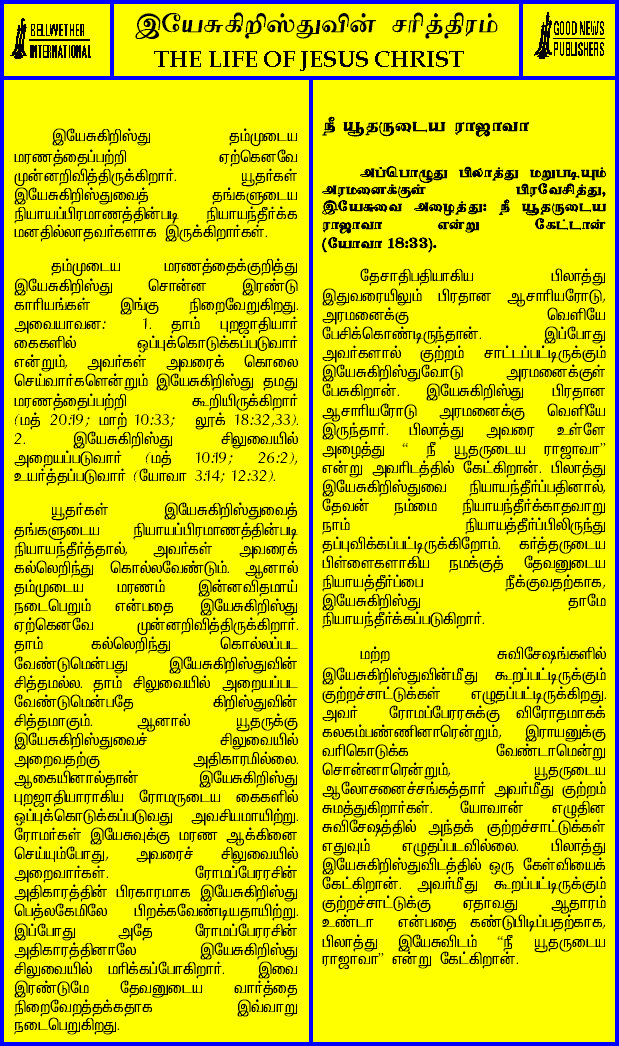 BELLWETHER
INTERNATIONAL
இயேசுகிறிஸ்துவின் சரித்திரம்
THE LIFE OF JESUS CHRIST
GOOD NEWS
PUBLISHERS
இயேசுகிறிஸ்து தம்முடைய
மரணத்தைப்பற்றி ஏற்கெனவே
முன்னறிவித்திருக்கிறார். யூதர்கள்
இயேசுகிறிஸ்துவைத் தங்களுடைய
நியாயப்பிரமாணத்தின்படி நியாயந்தீர்க்க
மனதில்லாதவர்களாக இருக்கிறார்கள்.
தம்முடைய மரணத்தைக்குறித்து
இயேசுகிறிஸ்து சொன்ன இரண்டு
காரியங்கள் இங்கு நிறைவேறுகிறது.
அவையாவன: 1. தாம் புறஜாதியார்
கைகளில் ஒப்புக்கொடுக்கப்படுவார்
என்றும், அவர்கள் அவரைக் கொலை
செய்வார்களென்றும் இயேசுகிறிஸ்து தமது
மரணத்தைப்பற்றி கூறியிருக்கிறார்
(மத் 20:19; மாற் 10:33; லூக் 18:32,33).
2. இயேசுகிறிஸ்து சிலுவையில்
அறையப்படுவார் (மத் 10:19; 26:2),
உயர்த்தப்படுவார் (யோவா 3:14; 12:32).
யூதர்கள் இயேசுகிறிஸ்துவைத்
தங்களுடைய நியாயப்பிரமாணத்தின்படி
நியாயந்தீர்த்தால், அவர்கள் அவரைக்
கல்லெறிந்து கொல்லவேண்டும். ஆனால்
தம்முடைய மரணம் இன்னவிதமாய்
நடைபெறும் என்பதை இயேசுகிறிஸ்து
ஏற்கெனவே முன்னறிவித்திருக்கிறார்.
தாம் கல்லெறிந்து கொல்லப்பட
வேண்டுமென்பது இயேசுகிறிஸ்துவின்
சித்தமல்ல. தாம் சிலுவையில் அறையப்பட
வேண்டுமென்பதே கிறிஸ்துவின்
சித்தமாகும். ஆனால் யூதருக்கு
இயேசுகிறிஸ்துவைச் சிலுவையில்
அறைவதற்கு அதிகாரமில்லை.
ஆகையினால்தான் இயேசுகிறிஸ்து
புறஜாதியாராகிய ரோமருடைய கைகளில்
ஒப்புக்கொடுக்கப்படுவது அவசியமாயிற்று.
ரோமர்கள் இயேசுவுக்கு மரண ஆக்கினை
செய்யும்போது, அவரைச் சிலுவையில்
அறைவார்கள். ரோமப்பேரரசின்
அதிகாரத்தின் பிரகாரமாக இயேசுகிறிஸ்து
பெத்லகேமிலே பிறக்கவேண்டியதாயிற்று.
இப்போது அதே ரோமப்பேரரசின்
அதிகாரத்தினாலே இயேசுகிறிஸ்து
சிலுவையில் மரிக்கப்போகிறார். இவை
இரண்டுமே தேவனுடைய வார்த்தை
நிறைவேறத்தக்கதாக இவ்வாறு
நடைபெறுகிறது.
நீ யூதருடைய ராஜாவா
அப்பொழுது பிலாத்து மறுபடியும்
அரமனைக்குள் பிரவேசித்து,
இயேசுவை அழைத்து: நீ யூதருடைய
ராஜாவா என்று கேட்டான்
(யோவா 18:33).
தேசாதிபதியாகிய பிலாத்து
இதுவரையிலும் பிரதான ஆசாரியரோடு,
அரமனைக்கு வெளியே
பேசிக்கொண்டிருந்தான். இப்போது
அவர்களால் குற்றம் சாட்டப்பட்டிருக்கும்
இயேசுகிறிஸ்துவோடு அரமனைக்குள்
பேசுகிறான். இயேசுகிறிஸ்து பிரதான
ஆசாரியரோடு அரமனைக்கு வெளியே
இருந்தார். பிலாத்து அவரை உள்ளே
அழைத்து “ நீ யூதருடைய ராஜாவா”
என்று அவரிடத்தில் கேட்கிறான். பிலாத்து
இயேசுகிறிஸ்துவை நியாயந்தீர்ப்பதினால்,
தேவன் நம்மை நியாயந்தீர்க்காதவாறு
நாம் நியாயத்தீர்ப்பிலிருந்து
தப்புவிக்கப்பட்டிருக்கிறோம். கர்த்தருடைய
பிள்ளைகளாகிய நமக்குத் தேவனுடைய
நியாயத்தீர்ப்பை நீக்குவதற்காக,
இயேசுகிறிஸ்து தாமே
நியாயந்தீர்க்கப்படுகிறார்.
மற்ற சுவிசேஷங்களில்
இயேசுகிறிஸ்துவின்மீது கூறப்பட்டிருக்கும்
குற்றச்சாட்டுக்கள் எழுதப்பட்டிருக்கிறது.
அவர் ரோமப்பேரரசுக்கு விரோதமாகக்
கலகம்பண்ணினாரென்றும், இராயனுக்கு
வரிகொடுக்க வேண்டாமென்று
சொன்னாரென்றும், யூதருடைய
ஆலோசனைச்சங்கத்தார் அவர்மீது குற்றம்
சுமத்துகிறார்கள். யோவான் எழுதின
சுவிசேஷத்தில் அந்தக் குற்றச்சாட்டுக்கள்
எதுவும் எழுதப்படவில்லை. பிலாத்து
இயேசுகிறிஸ்துவிடத்தில் ஒரு கேள்வியைக்
கேட்கிறான். அவர்மீது கூறப்பட்டிருக்கும்
குற்றச்சாட்டுக்கு ஏதாவது ஆதாரம்
உண்டா என்பதை கண்டுபிடிப்பதற்காக,
பிலாத்து இயேசுவிடம் “நீ யூதருடைய
ராஜாவா” என்று கேட்கிறான்.